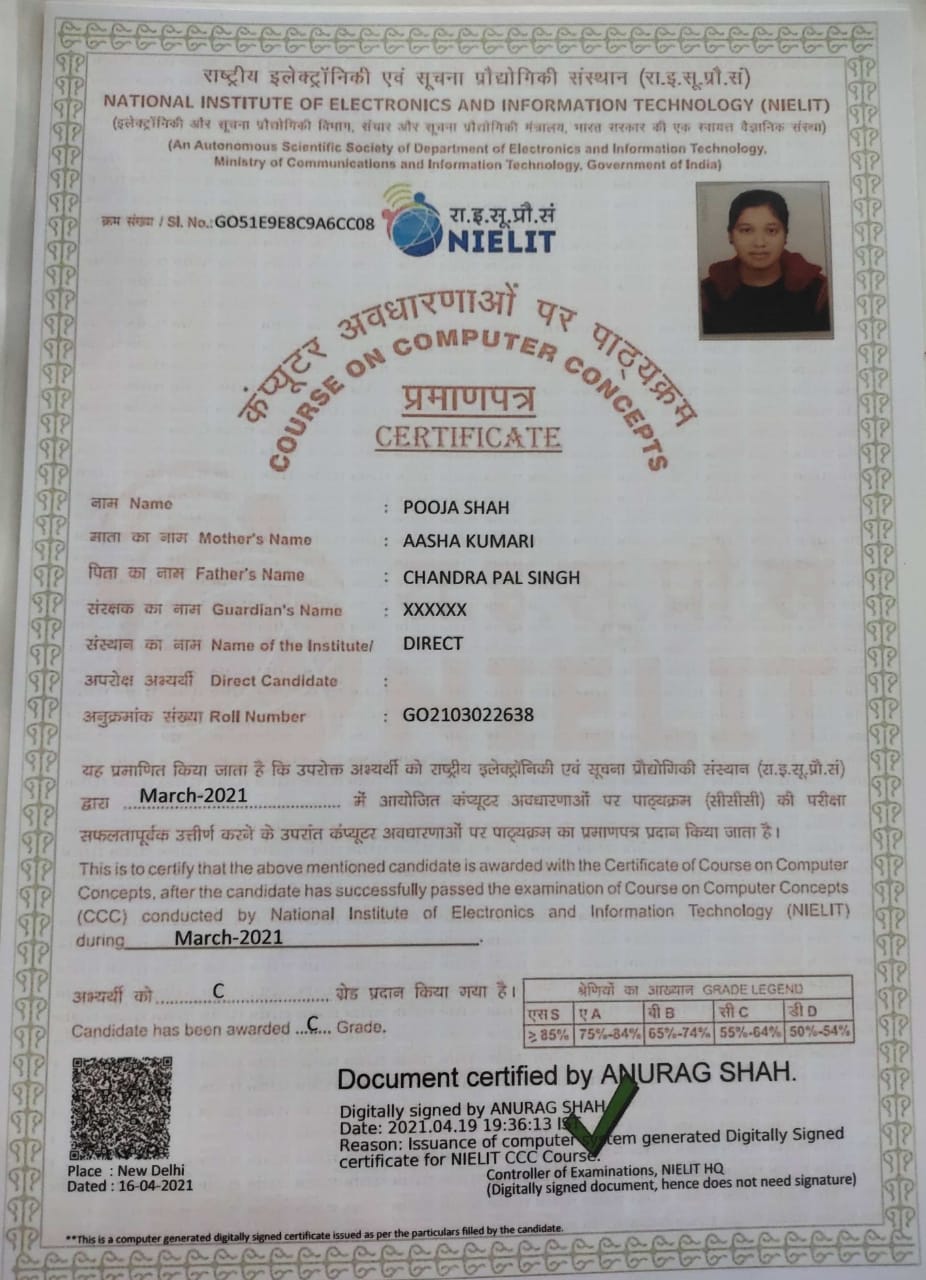 राष्ट्रीय इलेक्ट्रॉनिकी एवं सूचना प्रौद्योगिकी संस्थान (रा.इ.सू.प्रौ.सं)
NATIONAL INSTITUTE OF ELECTRONICS AND INFORMATION TECHNOLOGY (NIELIT)
(इलेक्ट्रॉनिकी और सूचना प्रौद्योगिकी विभाग, संचार और सूचना प्रौद्योगिकी मंत्रालय, भारत सरकार की एक स्वायत्त वैज्ञानिक संस्था)
(An Autonomous Scientific Society of Department of Electronics and Information Technology,
Ministry of Communications and Information Technology, Government of India)
क्रम संख्या / Sl. No.:GO51E9E8C9A6CC08
रा.इ.सू.प्रौ.सं
NIELIT
कंप्यूटर अवधारणाओं पर पाठ्यक्रम
COURSE ON COMPUTER CONCEPTS
प्रमाणपत्र
CERTIFICATE
नाम Name : POOJA SHAH
माता का नाम Mother's Name : AASHA KUMARI
पिता का नाम Father's Name : CHANDRA PAL SINGH
संरक्षक का नाम Guardian's Name : XXXXXX
संस्थान का नाम Name of the Institute/ DIRECT
अपरोक्ष अभ्यर्थी Direct Candidate :
अनुक्रमांक संख्या Roll Number : GO2103022638
यह प्रमाणित किया जाता है कि उपरोक्त अभ्यर्थी को राष्ट्रीय इलेक्ट्रॉनिकी एवं सूचना प्रौद्योगिकी संस्थान (रा.इ.सू.प्रौ.सं)
द्वारा ....March-2021.................. में आयोजित कंप्यूटर अवधारणाओं पर पाठ्यक्रम (सीसीसी) की परीक्षा
सफलतापूर्वक उत्तीर्ण करने के उपरांत कंप्यूटर अवधारणाओं पर पाठ्यक्रम का प्रमाणपत्र प्रदान किया जाता है।
This is to certify that the above mentioned candidate is awarded with the Certificate of Course on Computer
Concepts, after the candidate has successfully passed the examination of Course on Computer Concepts
(CCC) conducted by National Institute of Electronics and Information Technology (NIELIT)
during March-2021.
अभ्यर्थी को ............C...................... ग्रेड प्रदान किया गया है।
Candidate has been awarded ...C.... Grade.
श्रेणियों का आख्यान GRADE LEGEND
एस S ए A बी B सी C डी D
≥ 85% 75%-84% 65%-74% 55%-64% 50%-54%
Document certified by ANURAG SHAH.
Digitally signed by ANURAG SHAH
Date: 2021.04.19 19:36:13 IST
Reason: Issuance of computer system generated Digitally Signed
certificate for NIELIT CCC Course.
Controller of Examinations, NIELIT HQ
(Digitally signed document, hence does not need signature)
Place : New Delhi
Dated : 16-04-2021
**This is a computer generated digitally signed certificate issued as per the particulars filled by the candidate.